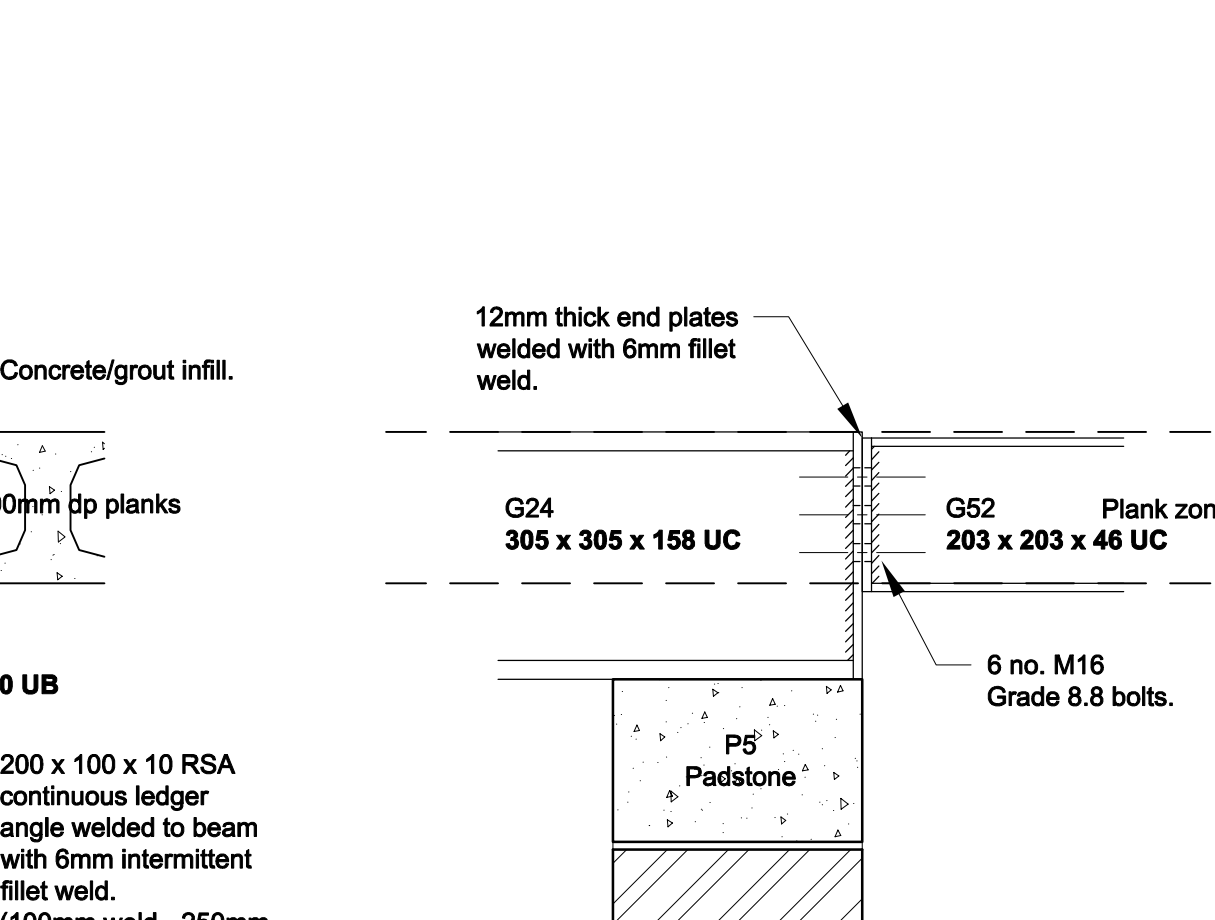 12mm thick end plates
welded with 6mm fillet
weld.
Concrete/grout infill.
dp planks
G24
305 x 305 x 158 UC
G52
203 x 203 x 46 UC
Plank
6 no. M16
Grade 8.8 bolts.
P5
Padstone
UB
200 x 100 x 10 RSA
continuous ledger
angle welded to beam
with 6mm intermittent
fillet weld.